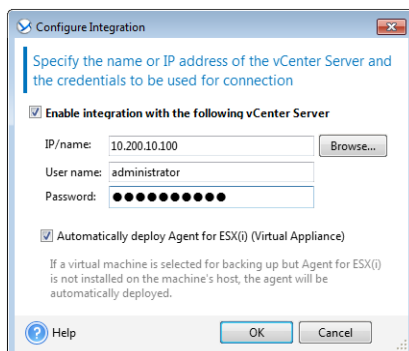 Configure Integration
Specify the name or IP address of the vCenter Server and
the credentials to be used for connection
Enable integration with the following vCenter Server
IP/name: 10.200.10.100 Browse...
User name: administrator
Password: ●●●●●●●●●●
Automatically deploy Agent for ESX(i) (Virtual Appliance)
If a virtual machine is selected for backing up but Agent for ESX(i)
is not installed on the machine's host, the agent will be
automatically deployed.
? Help OK Cancel